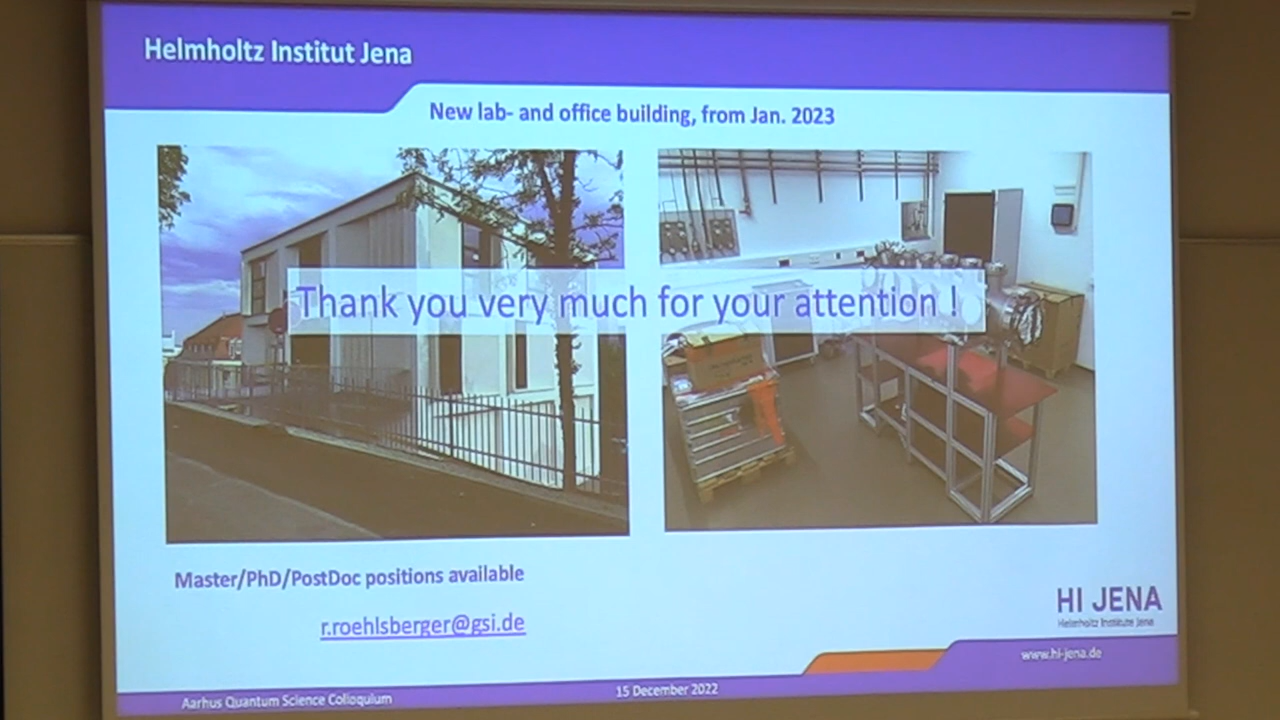 Helmholtz Institut Jena
New lab- and office building, from Jan. 2023
Thank you very much for your attention !
Master/PhD/PostDoc positions available
r.roehlsberger@gsi.de
HI JENA
Helmholtz Institute Jena
www.hi-jena.de
Aarhus Quantum Science Colloquium
15 December 2022